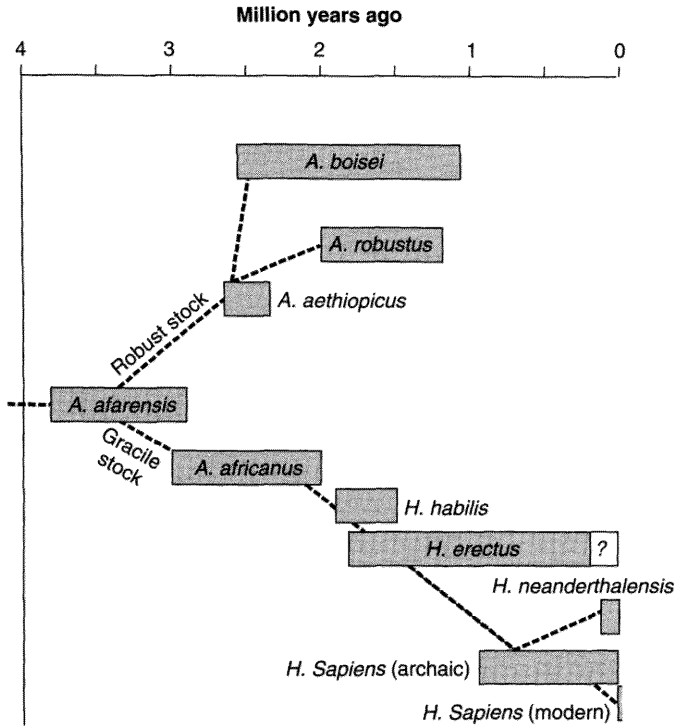 Million years ago
4 3 2 1 0
A. boisei
A. robustus
A. aethiopicus
Robust stock
A. afarensis
Gracile
stock
A. africanus
H. habilis
H. erectus ?
H. neanderthalensis
H. Sapiens (archaic)
H. Sapiens (modern)